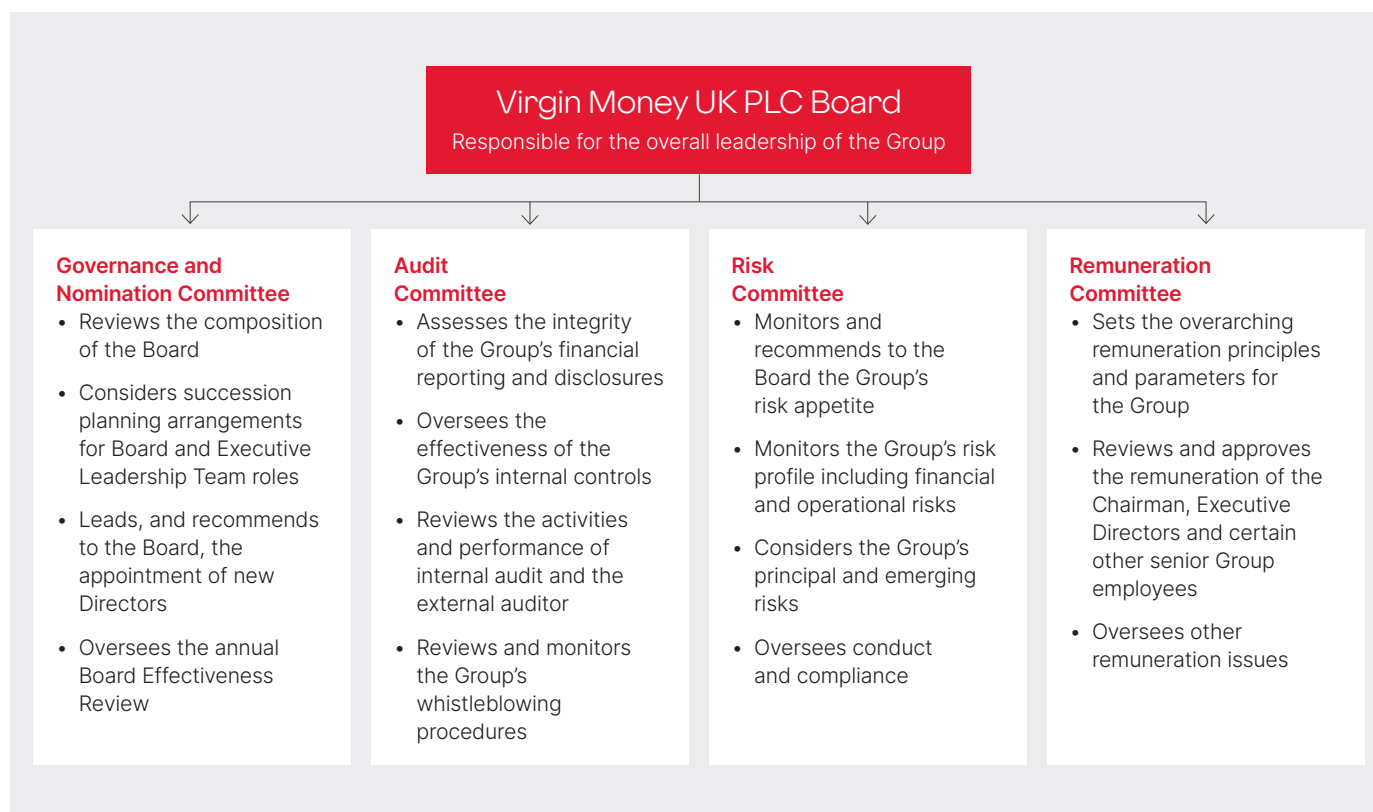 Virgin Money UK PLC Board
Responsible for the overall leadership of the Group
Governance and
Nomination Committee
• Reviews the composition
of the Board
• Considers succession
planning arrangements
for Board and Executive
Leadership Team roles
• Leads, and recommends
to the Board, the
appointment of new
Directors
• Oversees the annual
Board Effectiveness
Review
Audit
Committee
• Assesses the integrity
of the Group’s financial
reporting and disclosures
• Oversees the
effectiveness of the
Group’s internal controls
• Reviews the activities
and performance of
internal audit and the
external auditor
• Reviews and monitors
the Group’s
whistleblowing
procedures
Risk
Committee
• Monitors and
recommends to the
Board the Group’s
risk appetite
• Monitors the Group’s risk
profile including financial
and operational risks
• Considers the Group’s
principal and emerging
risks
• Oversees conduct
and compliance
Remuneration
Committee
• Sets the overarching
remuneration principles
and parameters for
the Group
• Reviews and approves
the remuneration of the
Chairman, Executive
Directors and certain
other senior Group
employees
• Oversees other
remuneration issues